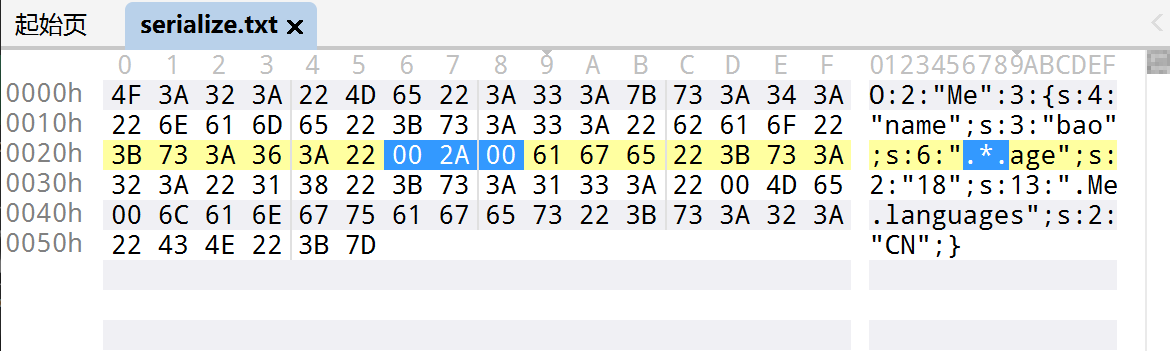 起始页 serialize.txt ×
0 1 2 3 4 5 6 7 8 9 A B C D E F 0123456789ABCDEF
0000h 4F 3A 32 3A 22 4D 65 22 3A 33 3A 7B 73 3A 34 3A O:2:"Me":3:{s:4:
0010h 22 6E 61 6D 65 22 3B 73 3A 33 3A 22 62 61 6F 22 "name";s:3:"bao"
0020h 3B 73 3A 36 3A 22 00 2A 00 61 67 65 22 3B 73 3A ;s:6:".*.age";s:
0030h 32 3A 22 31 38 22 3B 73 3A 31 33 3A 22 00 4D 65 2:"18";s:13:".Me
0040h 00 6C 61 6E 67 75 61 67 65 73 22 3B 73 3A 32 3A .languages";s:2:
0050h 22 43 4E 22 3B 7D "CN";}